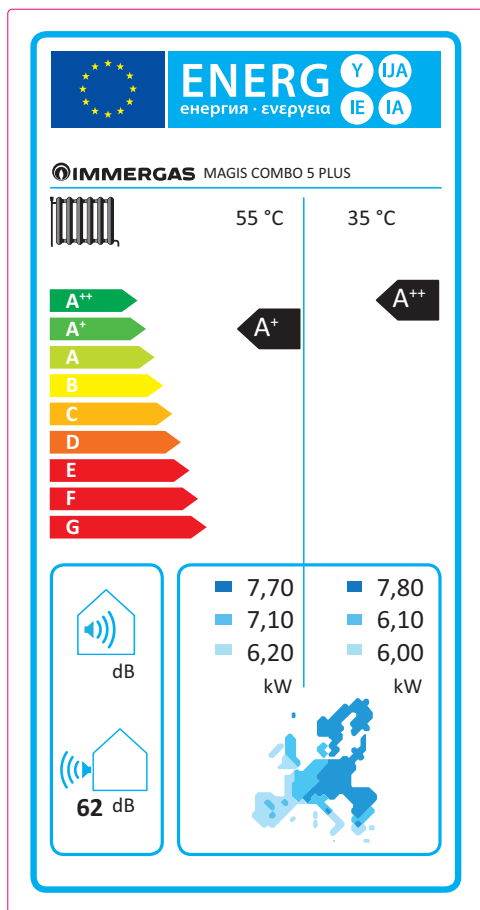 ENERG
енергия · ενεργεια
Y IJA
IE IA
IMMERGAS MAGIS COMBO 5 PLUS
55 °C 35 °C
A++
A+
A
B
C
D
E
F
G
A+
A++
dB
62 dB
7,70 7,80
7,10 6,10
6,20 6,00
kW kW